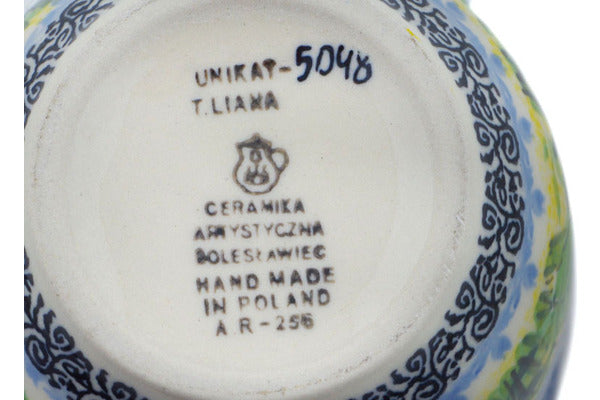 UNIKAT-5048
T.LIANA
CERAMIKA
ARTYSTYCZNA
BOLESŁAWIEC
HAND MADE
IN POLAND
A.R-256